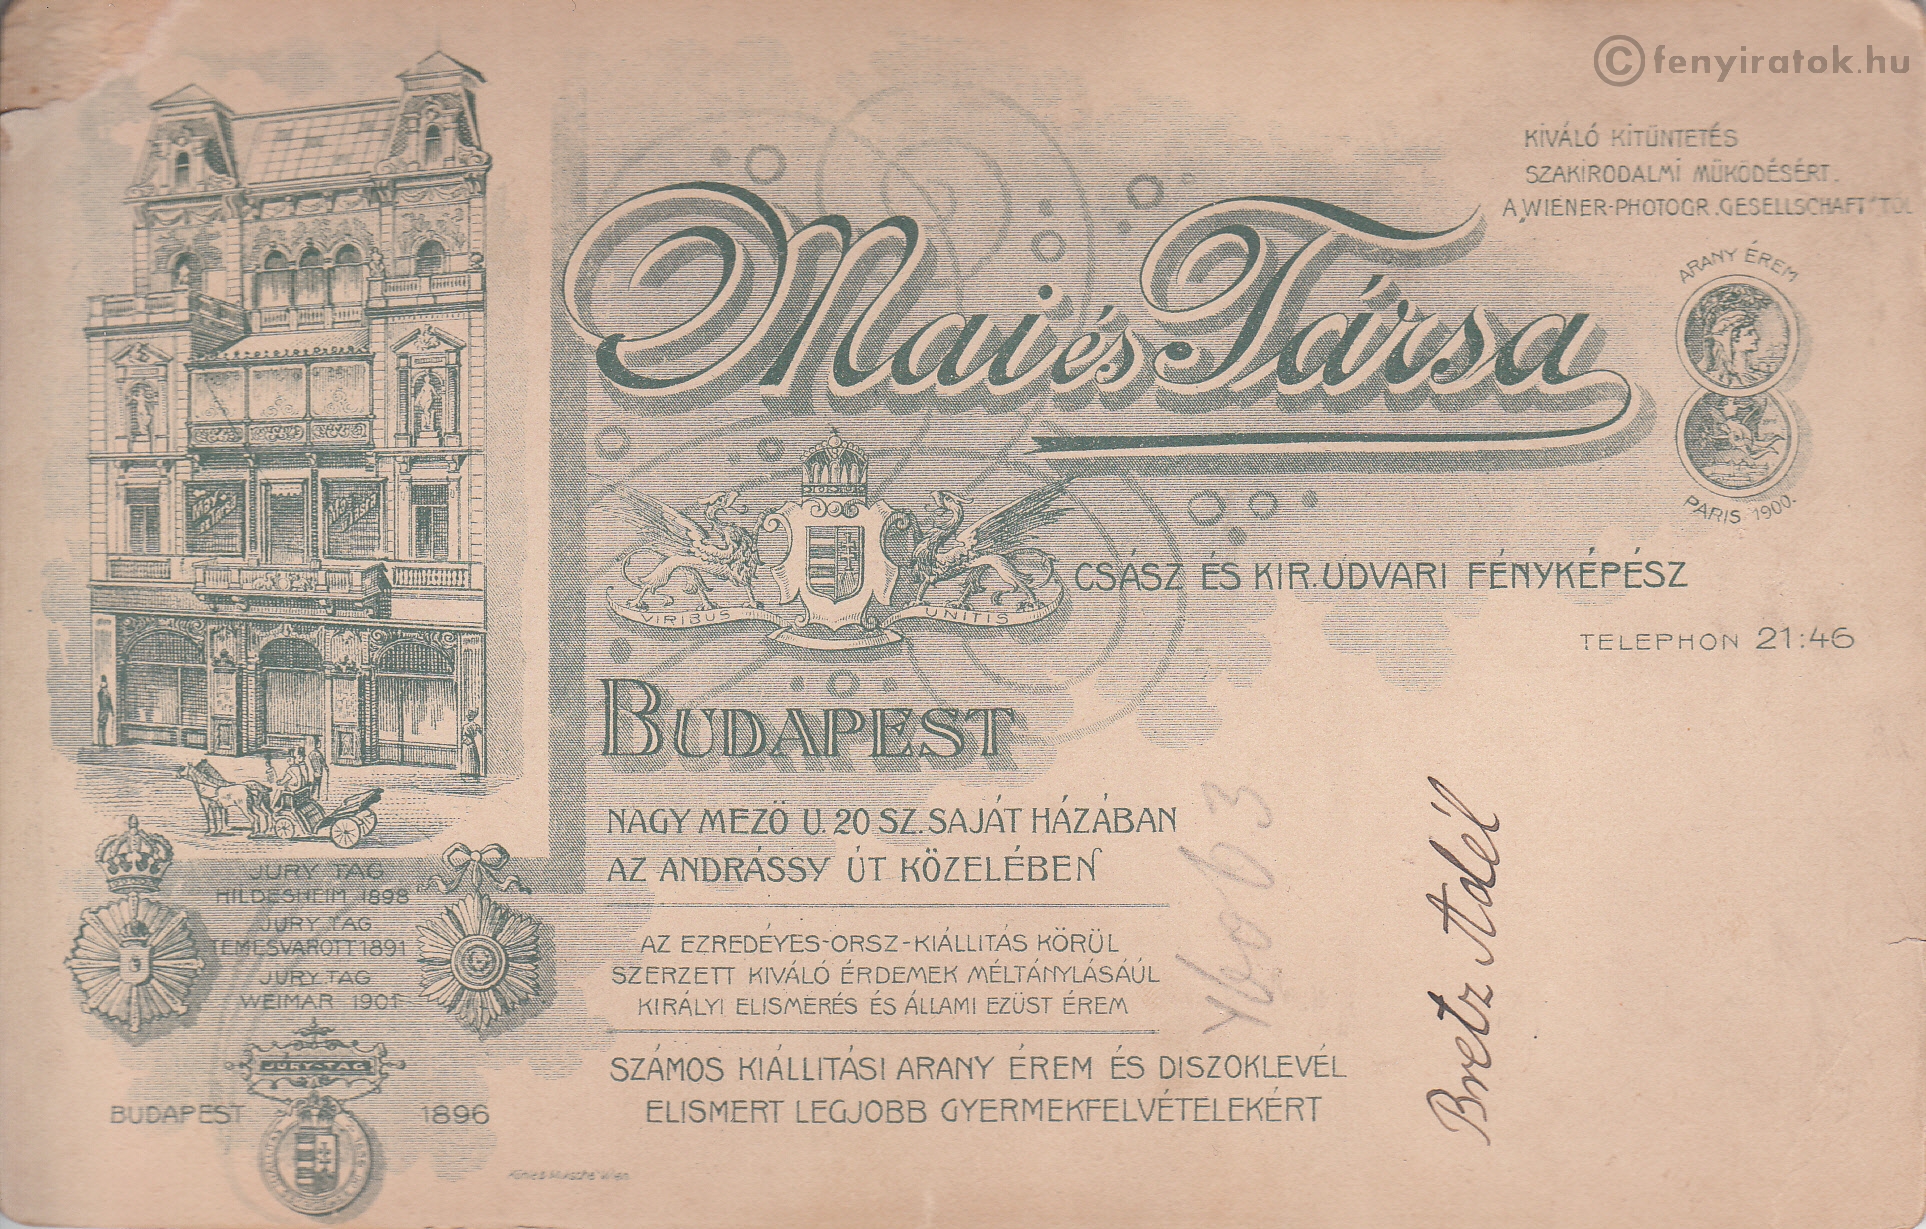 ©fenyiratok.hu
KIVÁLÓ KITÜNTETÉS
SZAKIRODALMI MŰKÖDÉSÉRT.
A „WIENER-PHOTOGR. GESELLSCHAFT"TÓL
ARANY ÉREM
PARIS 1900.
Mai és Társa
VIRIBUS UNITIS
CSÁSZ ÉS KIR. UDVARI FÉNYKÉPÉSZ
TELEPHON 21:46
BUDAPEST
NAGY MEZÖ U. 20 SZ. SAJÁT HÁZÁBAN
AZ ANDRÁSSY ÚT KÖZELÉBEN
AZ EZREDÉVES-ORSZ-KIÁLLITÁS KÖRÜL
SZERZETT KIVÁLÓ ÉRDEMEK MÉLTÁNYLÁSAÚL
KIRÁLYI ELISMERÉS ÉS ÁLLAMI EZÜST ÉREM
SZÁMOS KIÁLLITÁSI ARANY ÉREM ÉS DISZOKLEVÉL
ELISMERT LEGJOBB GYERMEKFELVÉTELEKÉRT
JURY TAG
HILDESHEIM 1898
JURY TAG
TEMESVÁROTT 1891
JURY TAG
WEIMAR 1901
JURY-TAG
BUDAPEST 1896
Bretz Adél